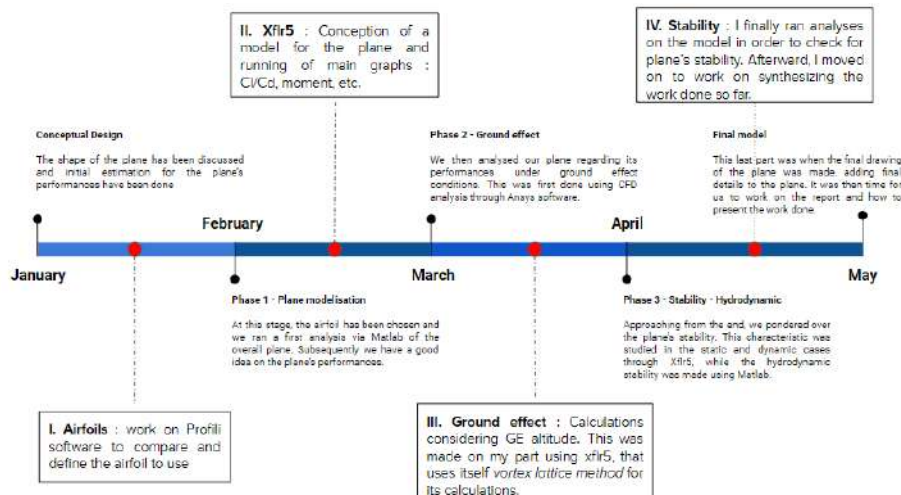 II. Xflr5 : Conception of a
model for the plane and
running of main graphs :
Cl/Cd, moment, etc.
IV. Stability : I finally ran analyses
on the model in order to check for
plane's stability. Afterward, I moved
on to work on synthesizing the
work done so far.
Conceptual Design
The shape of the plane has been discussed
and initial estimation for the plane's
performances have been done
Phase 2 - Ground effect
We then analysed our plane regarding its
performances under ground effect
conditions. This was first done using CFD
analysis through Ansys software.
Final model
This last part was when the final drawing
of the plane was made, adding final
details to the plane. It was then time for
us to work on the report and how to
present the work done.
January
February
March
April
May
Phase 1 - Plane modelisation
At this stage, the airfoil has been chosen and
we ran a first analysis via Matlab of the
overall plane. Subsequently we have a good
idea on the plane's performances.
Phase 3 - Stability - Hydrodynamic
Approaching from the end, we pondered over
the plane's stability. This characteristic was
studied in the static and dynamic cases
through Xflr5, while the hydrodynamic
stability was made using Matlab.
I. Airfoils : work on Profili
software to compare and
define the airfoil to use
III. Ground effect : Calculations
considering GE altitude. This was
made on my part using xflr5, that
uses itself vortex lattice method for
its calculations.